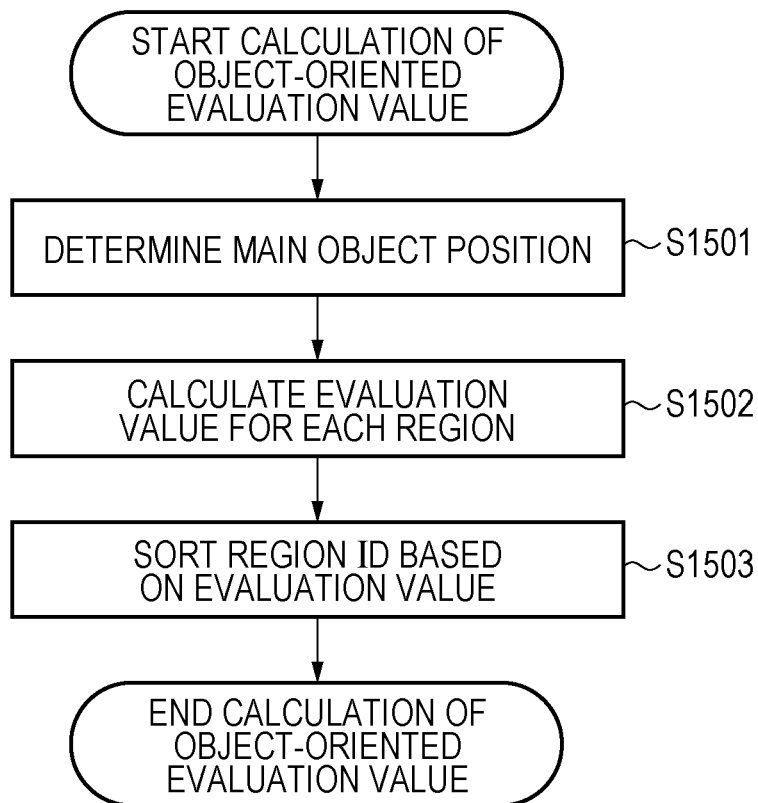 START CALCULATION OF
OBJECT-ORIENTED
EVALUATION VALUE
DETERMINE MAIN OBJECT POSITION
S1501
CALCULATE EVALUATION
VALUE FOR EACH REGION
S1502
SORT REGION ID BASED
ON EVALUATION VALUE
S1503
END CALCULATION OF
OBJECT-ORIENTED
EVALUATION VALUE